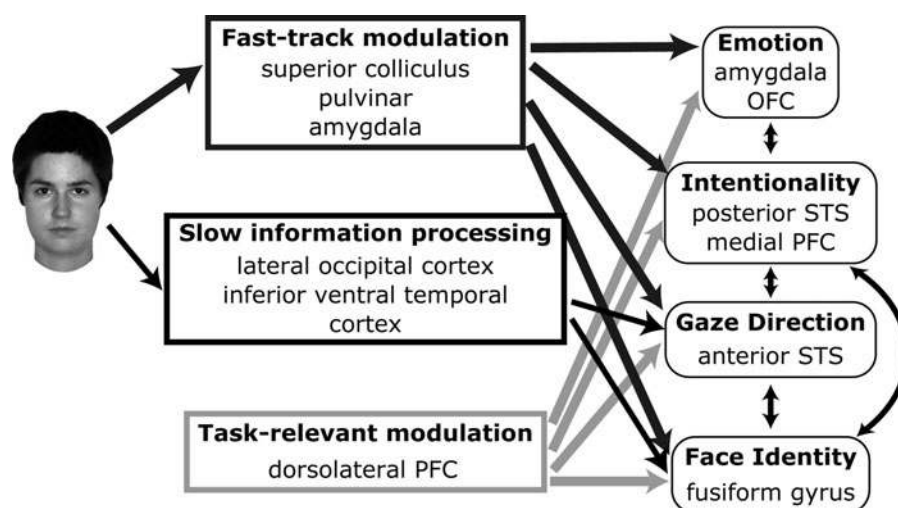 Fast-track modulation
superior colliculus
pulvinar
amygdala
Slow information processing
lateral occipital cortex
inferior ventral temporal
cortex
Task-relevant modulation
dorsolateral PFC
Emotion
amygdala
OFC
Intentionality
posterior STS
medial PFC
Gaze Direction
anterior STS
Face Identity
fusiform gyrus